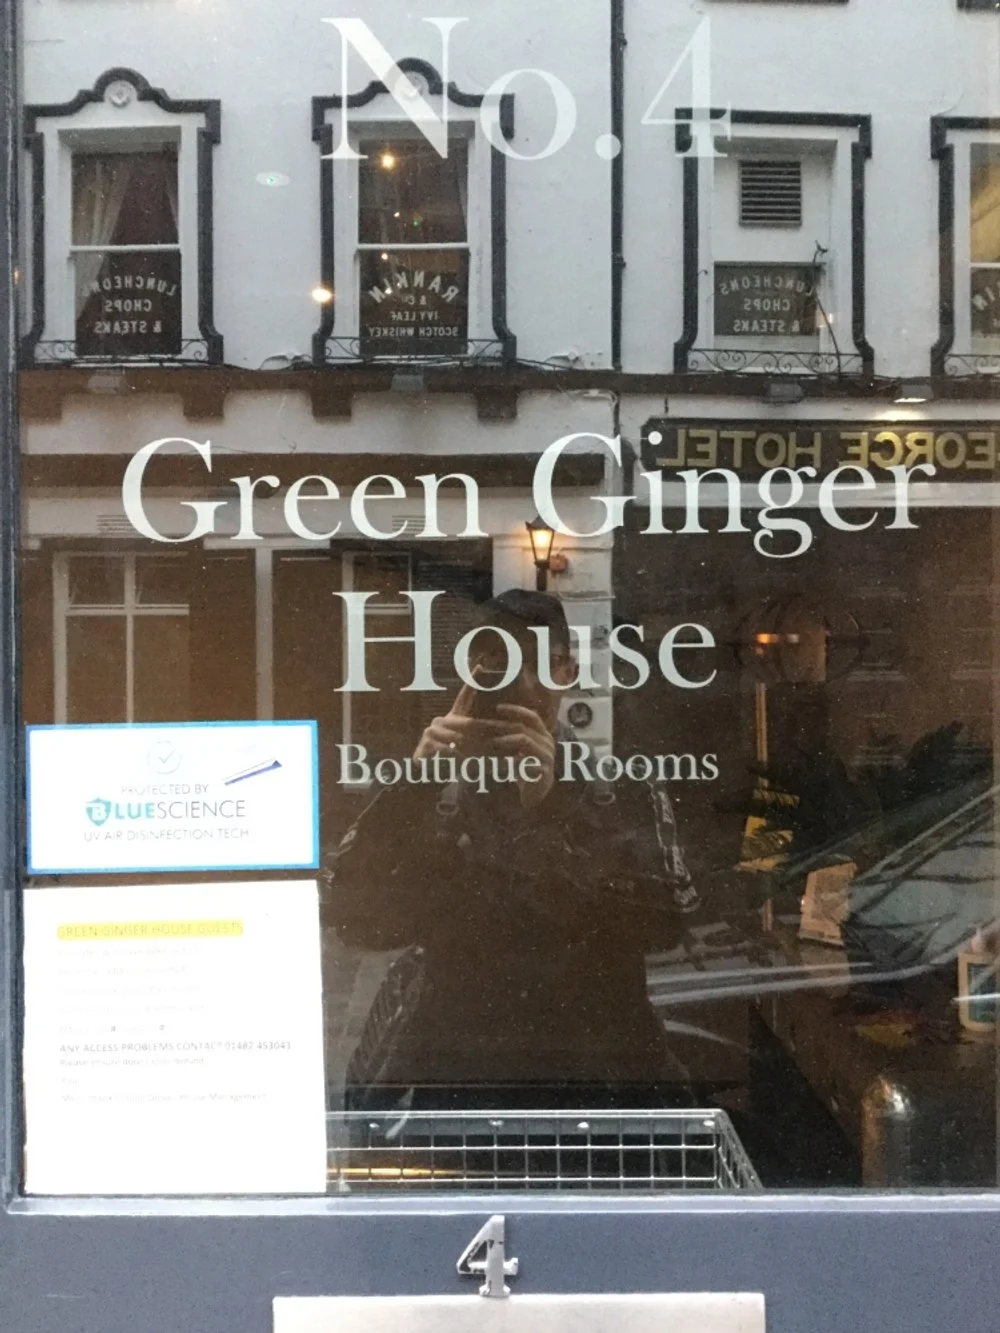 No.4
LUNCHEONS
CHOPS
& STEAKS
RANKIN
& Co
IVY LEAF
SCOTCH WHISKEY
LUNCHEONS
CHOPS
& STEAKS
EORGE HOTEL
Green Ginger
House
Boutique Rooms
PROTECTED BY
BLUESCIENCE
UV AIR DISINFECTION TECH
GREEN GINGER HOUSE GUESTS
ANY ACCESS PROBLEMS CONTACT 01482 453043
4